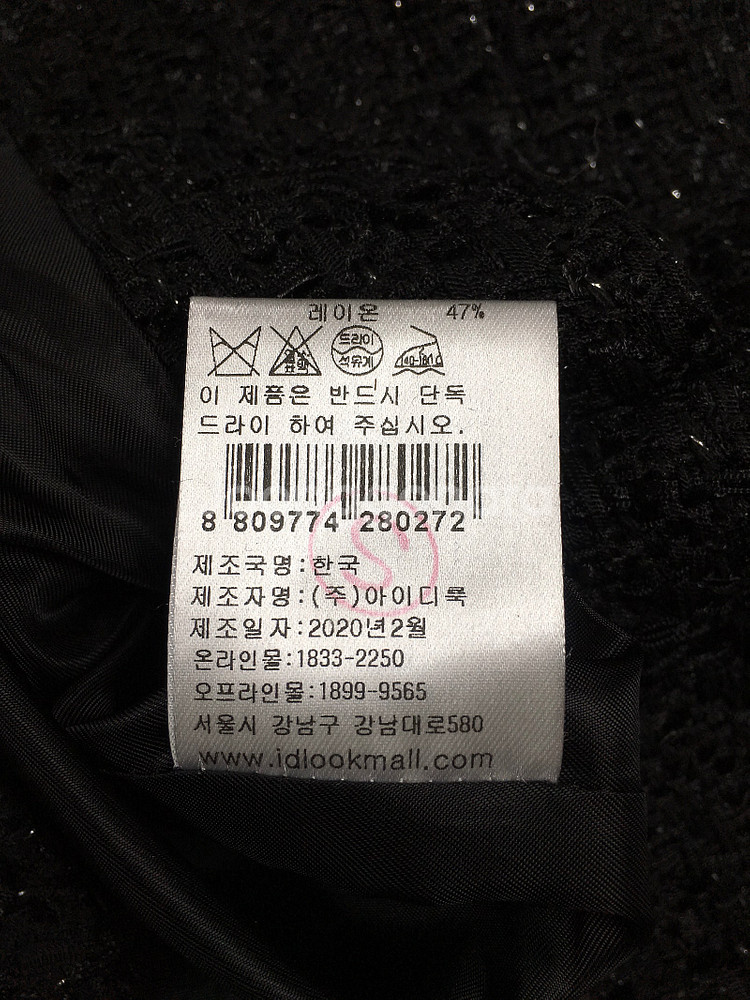 레이온 47%
드라이
석유계
140-160℃
이 제품은 반드시 단독
드라이 하여 주십시오.
8 809774 280272
제조국명:한국
제조자명:(주)아이디룩
제조일자:2020년2월
온라인몰:1833-2250
오프라인몰:1899-9565
서울시 강남구 강남대로580
www.idlookmall.com